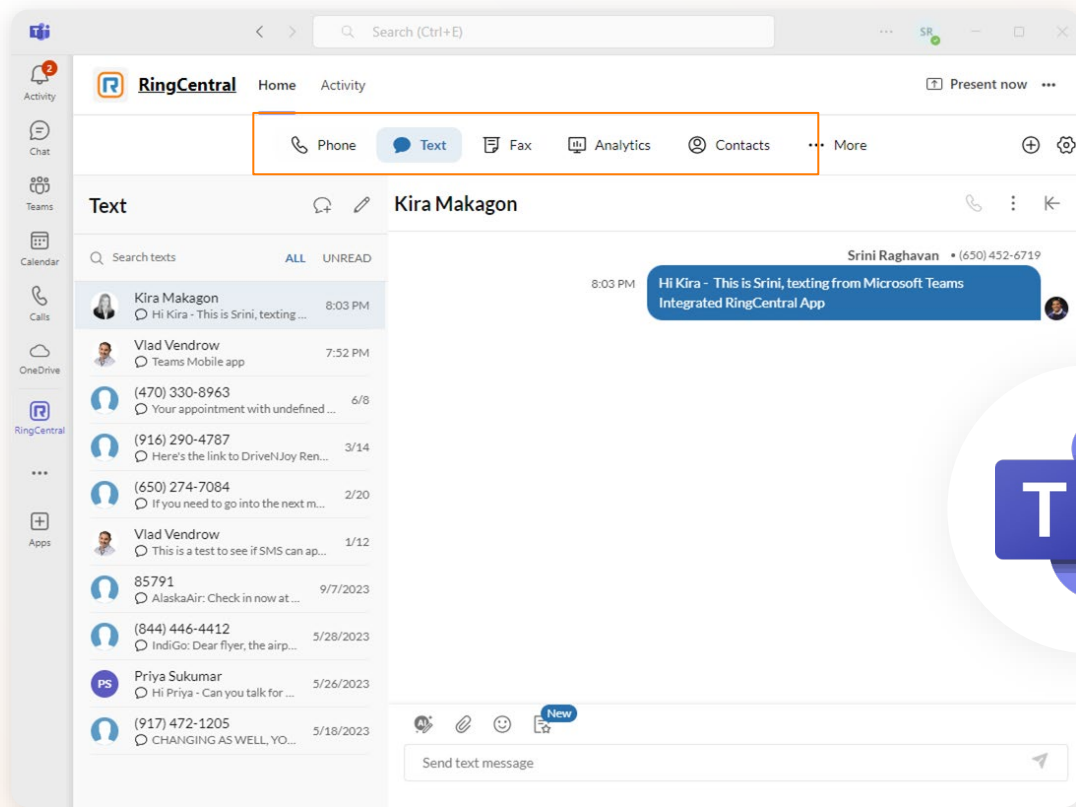 Search (Ctrl+E)
SR
2
Activity
Chat
Teams
Calendar
Calls
OneDrive
RingCentral
Apps
RingCentral Home Activity
Present now
Phone Text Fax Analytics Contacts More
Text
Search texts ALL UNREAD
Kira Makagon 8:03 PM
Hi Kira - This is Srini, texting ...
Vlad Vendrow 7:52 PM
Teams Mobile app
(470) 330-8963 6/8
Your appointment with undefined ...
(916) 290-4787 3/14
Here's the link to DriveNJoy Ren...
(650) 274-7084 2/20
If you need to go into the next m...
Vlad Vendrow 1/12
This is a test to see if SMS can ap...
85791 9/7/2023
AlaskaAir: Check in now at ...
(844) 446-4412 5/28/2023
IndiGo: Dear flyer, the airp...
PS
Priya Sukumar 5/26/2023
Hi Priya - Can you talk for ...
(917) 472-1205 5/18/2023
CHANGING AS WELL, YO...
Kira Makagon
Srini Raghavan • (650) 452-6719
8:03 PM
Hi Kira - This is Srini, texting from Microsoft Teams
Integrated RingCentral App
T
New
Send text message